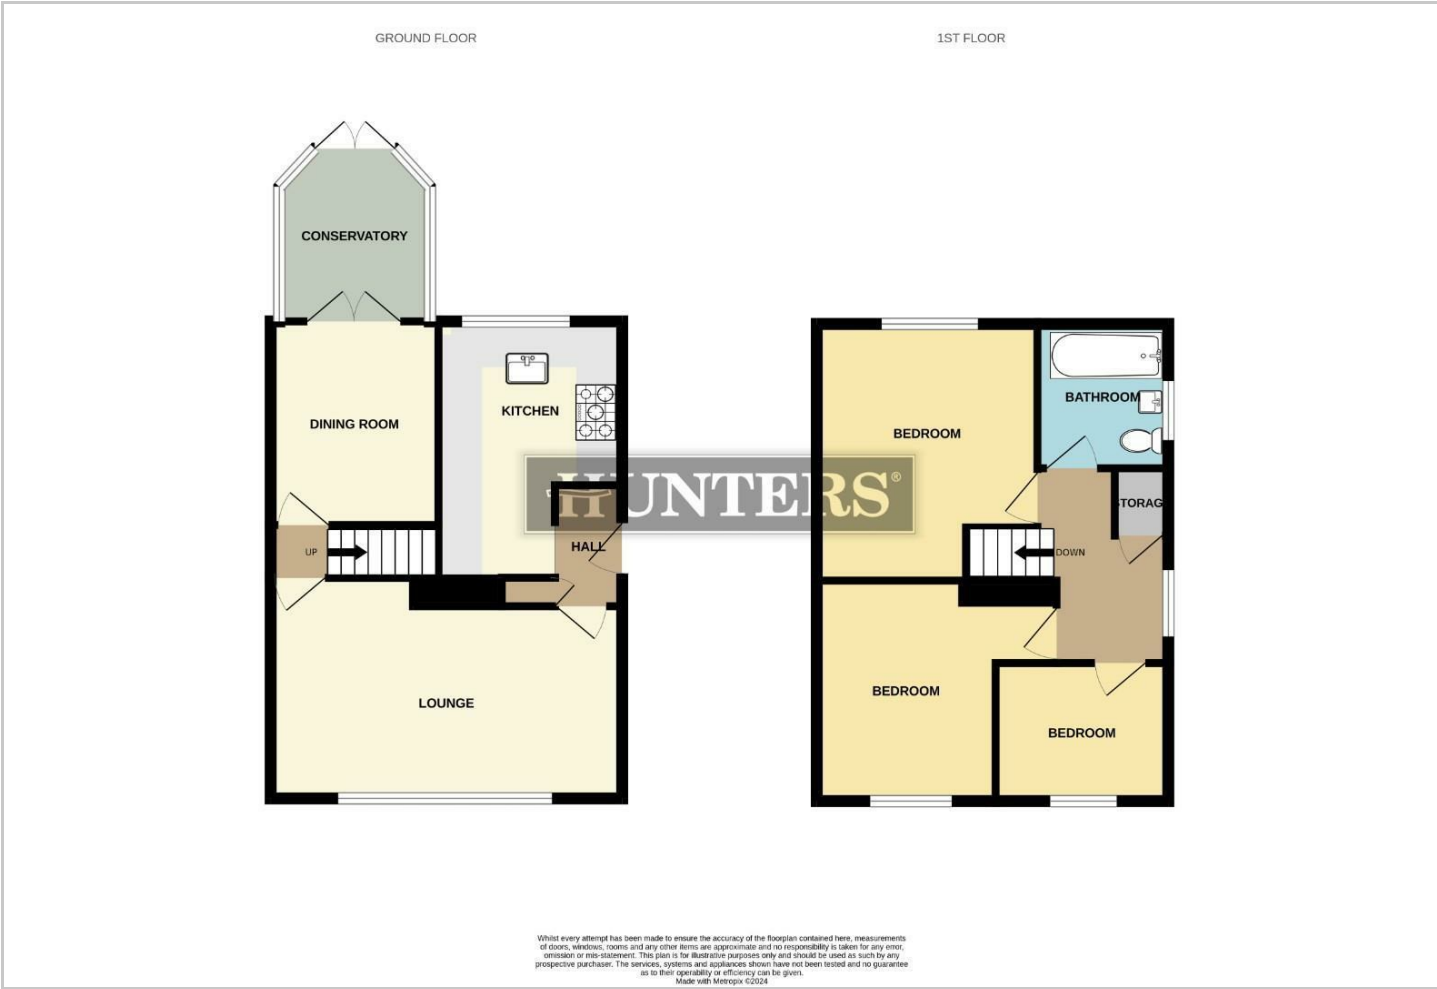 GROUND FLOOR
1ST FLOOR
CONSERVATORY
DINING ROOM
KITCHEN
HUNTERS®
UP
HALL
LOUNGE
BEDROOM
BATHROOM
STORAG
DOWN
BEDROOM
BEDROOM
Whilst every attempt has been made to ensure the accuracy of the floorplan contained here, measurements
of doors, windows, rooms and any other items are approximate and no responsibility is taken for any error,
omission or mis-statement. This plan is for illustrative purposes only and should be used as such by any
prospective purchaser. The services, systems and appliances shown have not been tested and no guarantee
as to their operability or efficiency can be given.
Made with Metropix ©2024